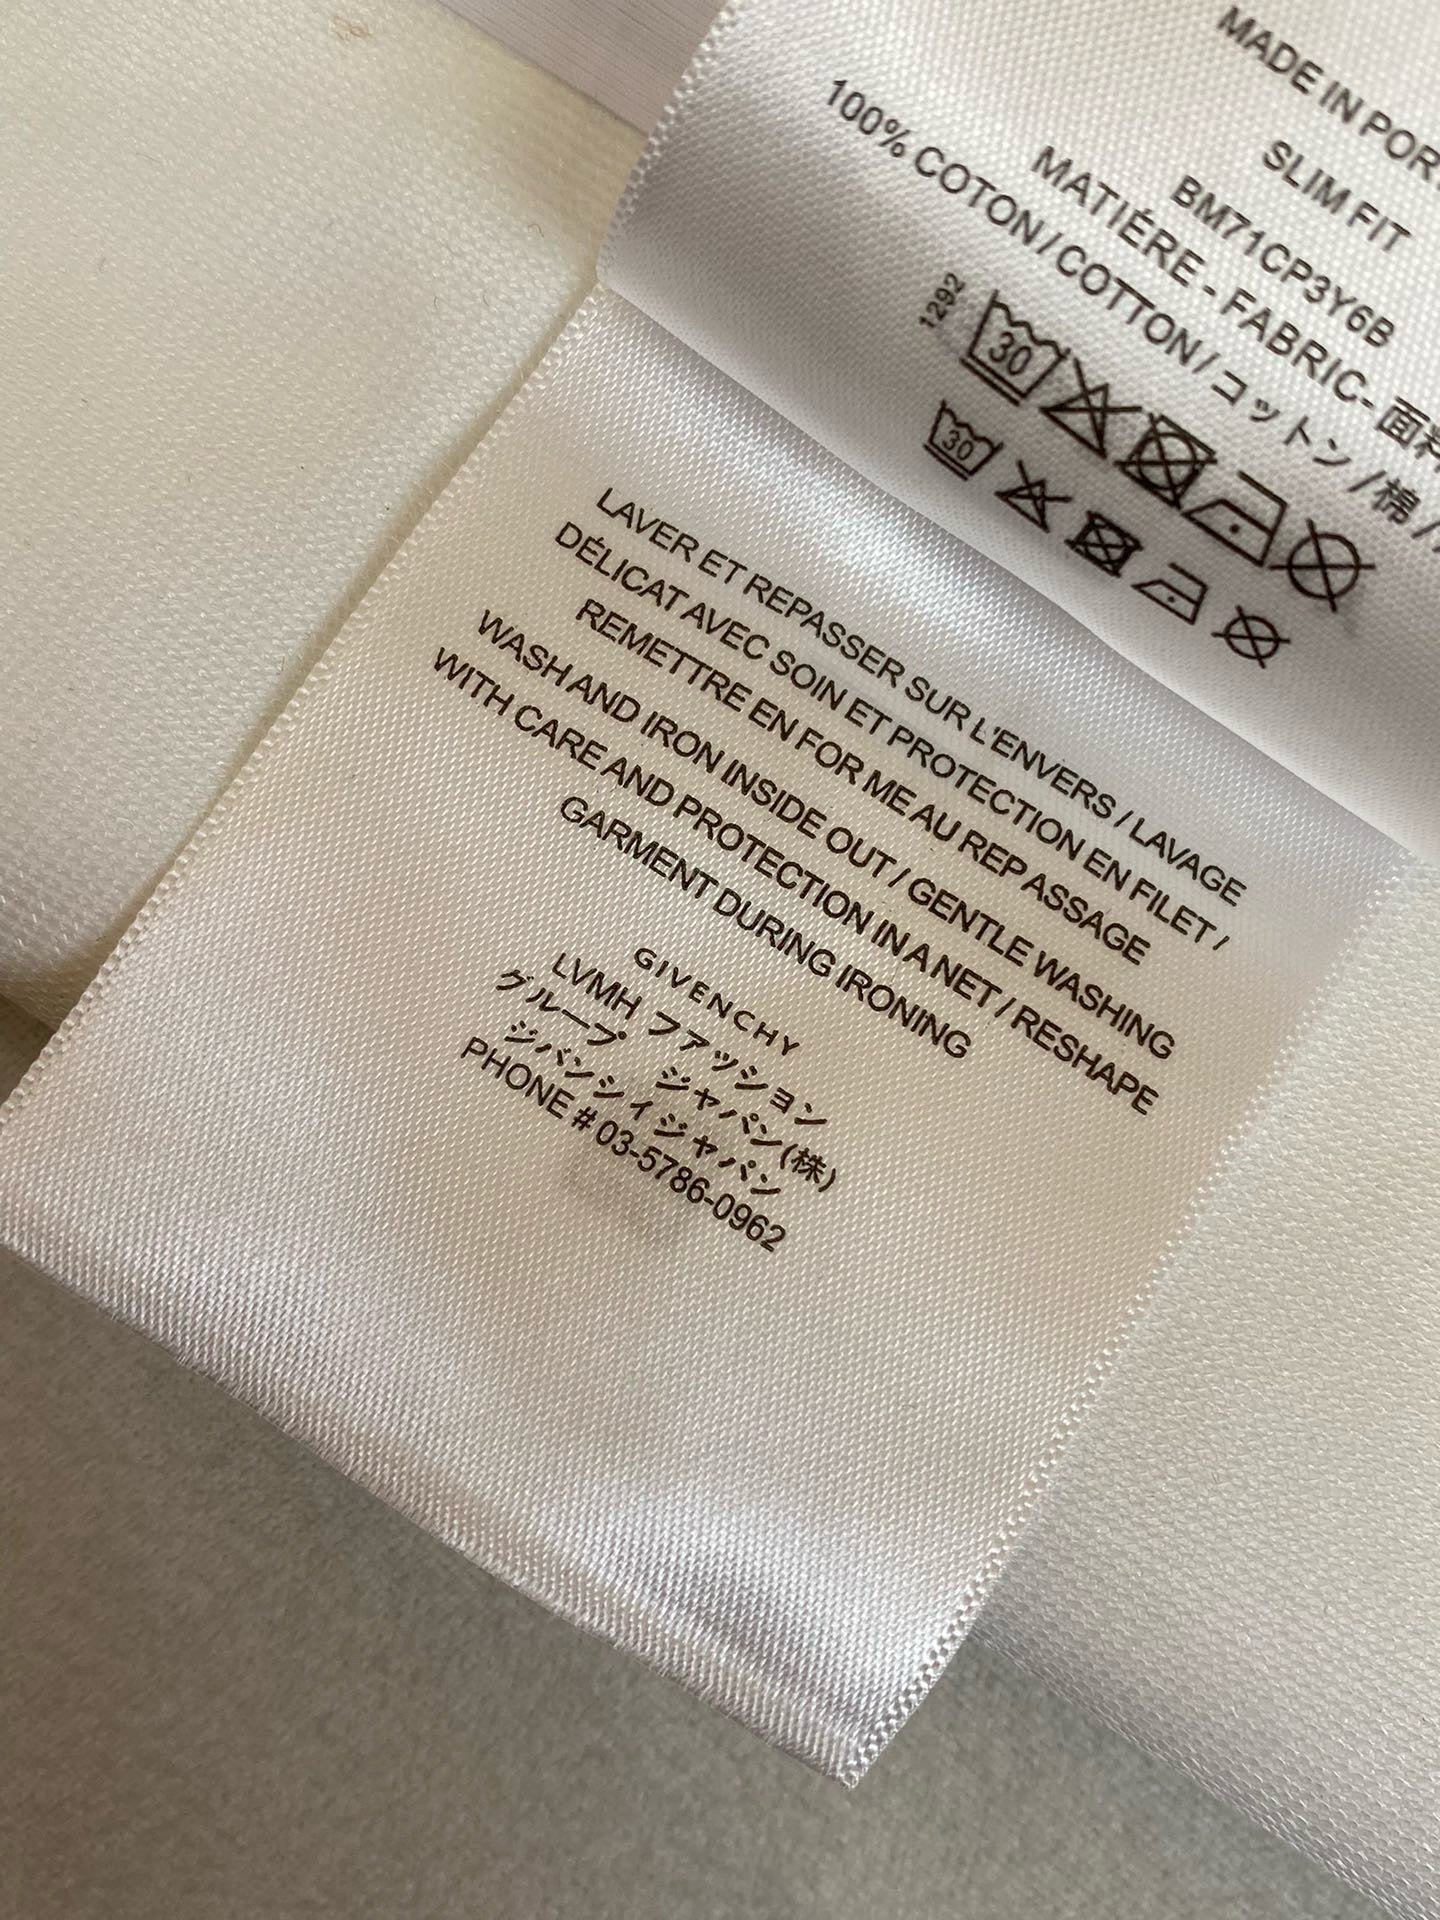 MADE IN POR
SLIM FIT
BM71CP3Y6B
MATIÉRE - FABRIC- 面料
100% COTON / COTTON / コットン / 棉 /
1292
30
30
LAVER ET REPASSER SUR L'ENVERS / LAVAGE
DÉLICAT AVEC SOIN ET PROTECTION EN FILET /
REMETTRE EN FOR ME AU REP ASSAGE
WASH AND IRON INSIDE OUT / GENTLE WASHING
WITH CARE AND PROTECTION IN A NET / RESHAPE
GARMENT DURING IRONING
GIVENCHY
LVMH ファッション
グループ ジャパン(株)
ジバンシィジャパン
PHONE # 03-5786-0962